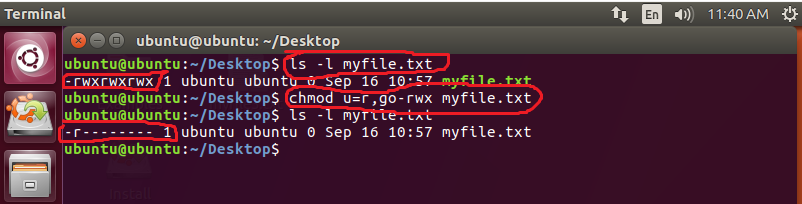 Terminal
En
11:40 AM
ubuntu@ubuntu: ~/Desktop
ubuntu@ubuntu:~/Desktop$ ls -l myfile.txt
-rwxrwxrwx 1 ubuntu ubuntu 0 Sep 16 10:57 myfile.txt
ubuntu@ubuntu:~/Desktop$ chmod u=r,go-rwx myfile.txt
ubuntu@ubuntu:~/Desktop$ ls -l myfile.txt
-r-------- 1 ubuntu ubuntu 0 Sep 16 10:57 myfile.txt
ubuntu@ubuntu:~/Desktop$
Install